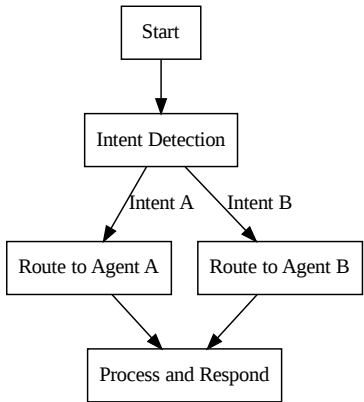 Start
Intent Detection
Intent A
Intent B
Route to Agent A
Route to Agent B
Process and Respond